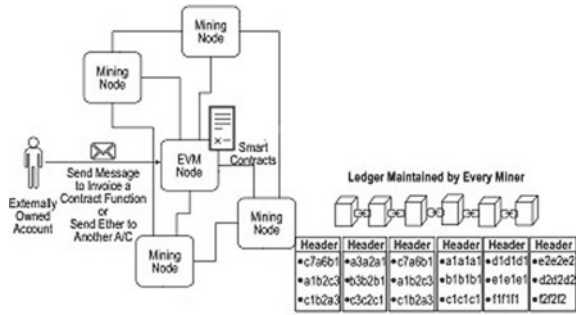 Mining
Node
Mining
Node
EVM
Node
Smart
Contracts
Send Message
to Invoice a
Contract Function
or
Send Ether to
Another A/C
Externally
Owned
Account
Mining
Node
Mining
Node
Ledger Maintained by Every Miner
Header Header Header Header Header Header
•c7a6b1 •a3a2a1 •c7a6b1 •a1a1a1 •d1d1d1 •e2e2e2
•a1b2c3 •b3b2b1 •a1b2c3 •b1b1b1 •e1e1e1 •d2d2d2
•c1b2a3 •c3c2c1 •c1b2a3 •c1c1c1 •f1f1f1 •f2f2f2